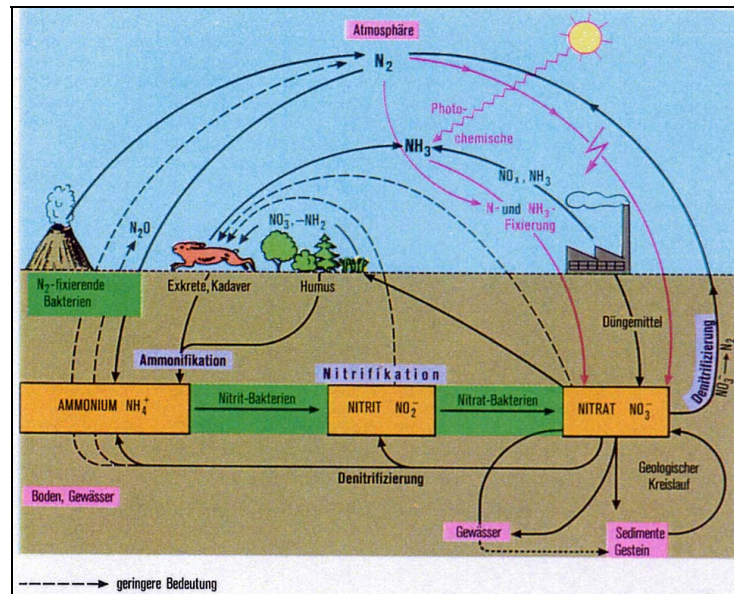 Atmosphäre
N₂
Photo-
chemische
NH₃
NOₓ, NH₃
N₂O
NO₃⁻,–NH₂
N- und NH₃-
Fixierung
N₂-fixierende
Bakterien
Exkrete, Kadaver
Humus
Düngemittel
Denitrifizierung
NO₃⁻ → N₂
Ammonifikation
Nitrifikation
AMMONIUM NH₄⁺
Nitrit-Bakterien
NITRIT NO₂⁻
Nitrat-Bakterien
NITRAT NO₃⁻
Denitrifizierung
Geologischer
Kreislauf
Boden, Gewässer
Gewässer
Sedimente
Gestein
geringere Bedeutung